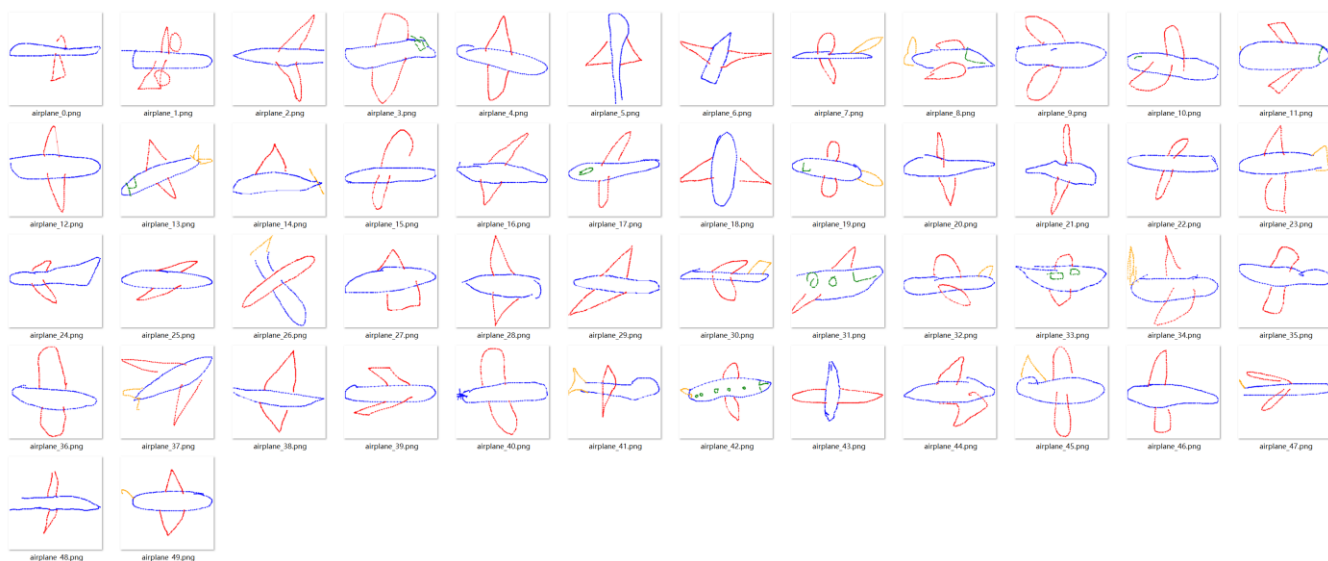 airplane_0.png airplane_1.png airplane_2.png airplane_3.png airplane_4.png airplane_5.png airplane_6.png airplane_7.png airplane_8.png airplane_9.png airplane_10.png airplane_11.png
airplane_12.png airplane_13.png airplane_14.png airplane_15.png airplane_16.png airplane_17.png airplane_18.png airplane_19.png airplane_20.png airplane_21.png airplane_22.png airplane_23.png
airplane_24.png airplane_25.png airplane_26.png airplane_27.png airplane_28.png airplane_29.png airplane_30.png airplane_31.png airplane_32.png airplane_33.png airplane_34.png airplane_35.png
airplane_36.png airplane_37.png airplane_38.png airplane_39.png airplane_40.png airplane_41.png airplane_42.png airplane_43.png airplane_44.png airplane_45.png airplane_46.png airplane_47.png
airplane_48.png airplane_49.png